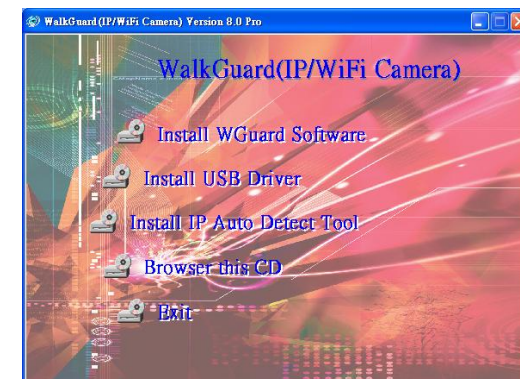 WalkGuard(IP/WiFi Camera) Version 8.0 Pro
WalkGuard(IP/WiFi Camera)
Install WGuard Software
Install USB Driver
Install IP Auto Detect Tool
Browser this CD
Exit